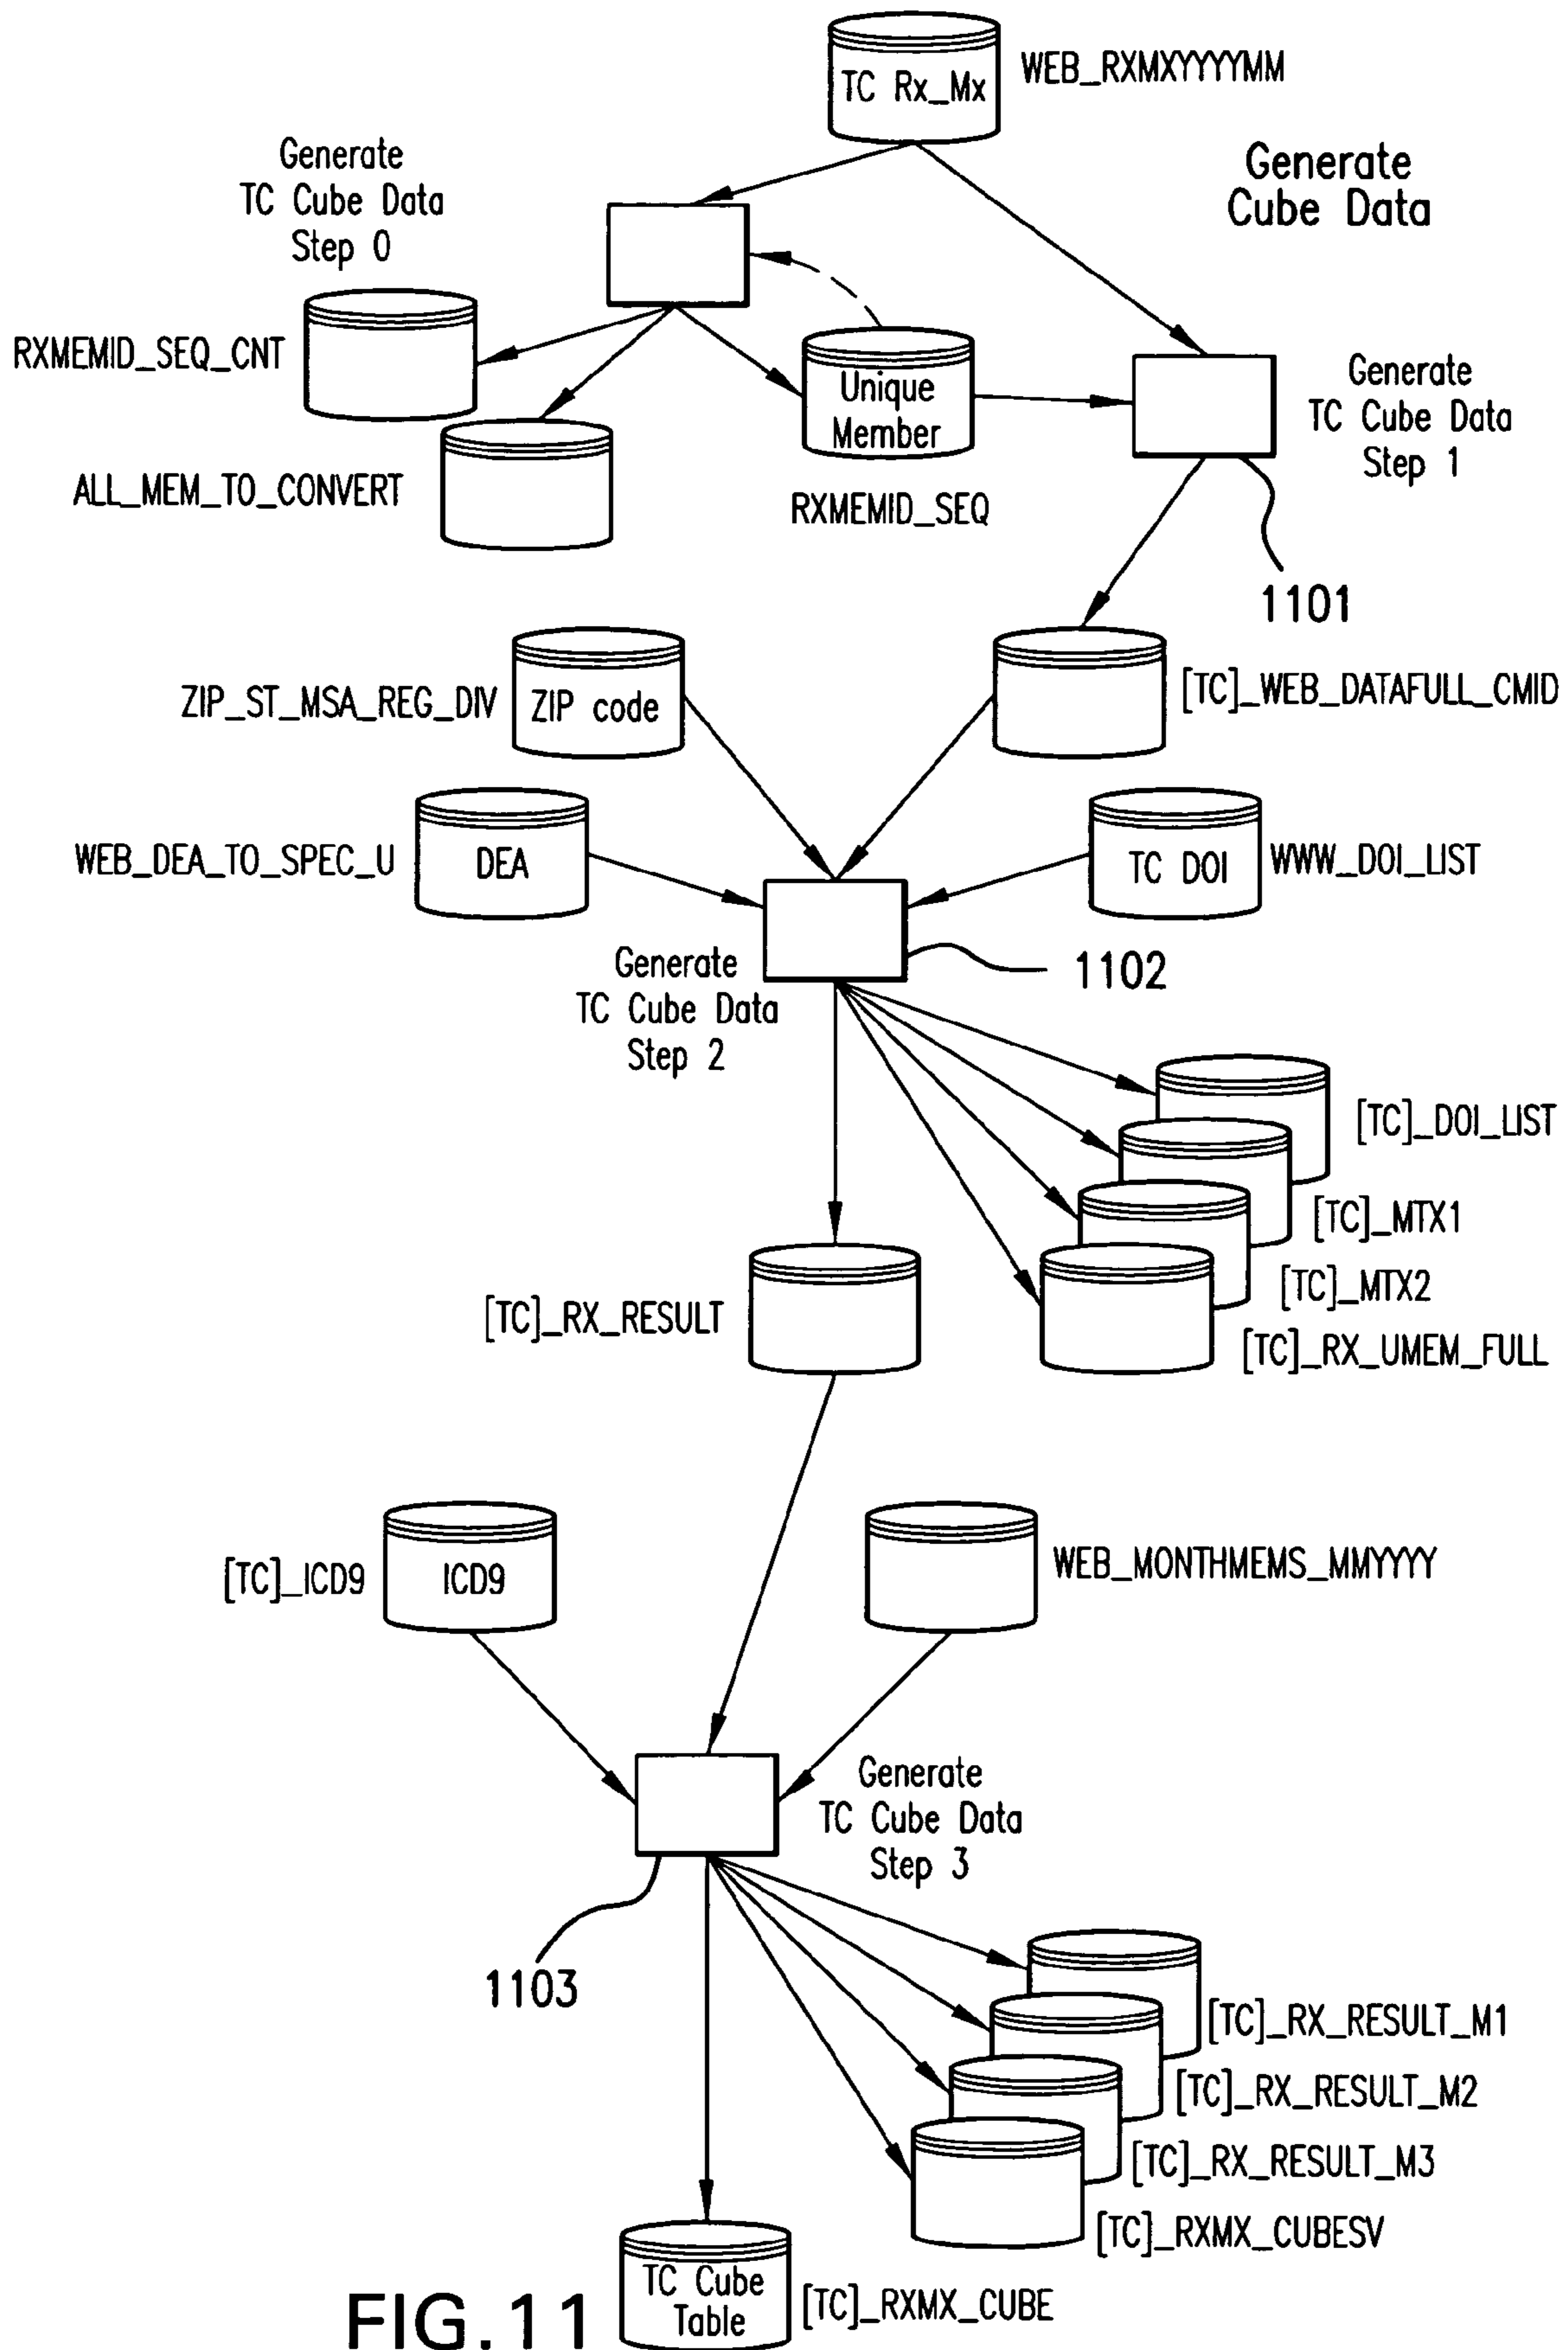 TC Rx_Mx
WEB_RXMXYYYYMM
Generate
TC Cube Data
Step 0
Generate
Cube Data
RXMEMID_SEQ_CNT
Unique
Member
Generate
TC Cube Data
Step 1
ALL_MEM_TO_CONVERT
RXMEMID_SEQ
1101
ZIP_ST_MSA_REG_DIV
ZIP code
[TC]_WEB_DATAFULL_CMID
WEB_DEA_TO_SPEC_U
DEA
TC DOI
WWW_DOI_LIST
Generate
TC Cube Data
Step 2
1102
[TC]_DOI_LIST
[TC]_MTX1
[TC]_MTX2
[TC]_RX_RESULT
[TC]_RX_UMEM_FULL
[TC]_ICD9
ICD9
WEB_MONTHMEMS_MMYYYY
Generate
TC Cube Data
Step 3
1103
[TC]_RX_RESULT_M1
[TC]_RX_RESULT_M2
[TC]_RX_RESULT_M3
[TC]_RXMX_CUBESV
TC Cube
Table
[TC]_RXMX_CUBE
FIG.11